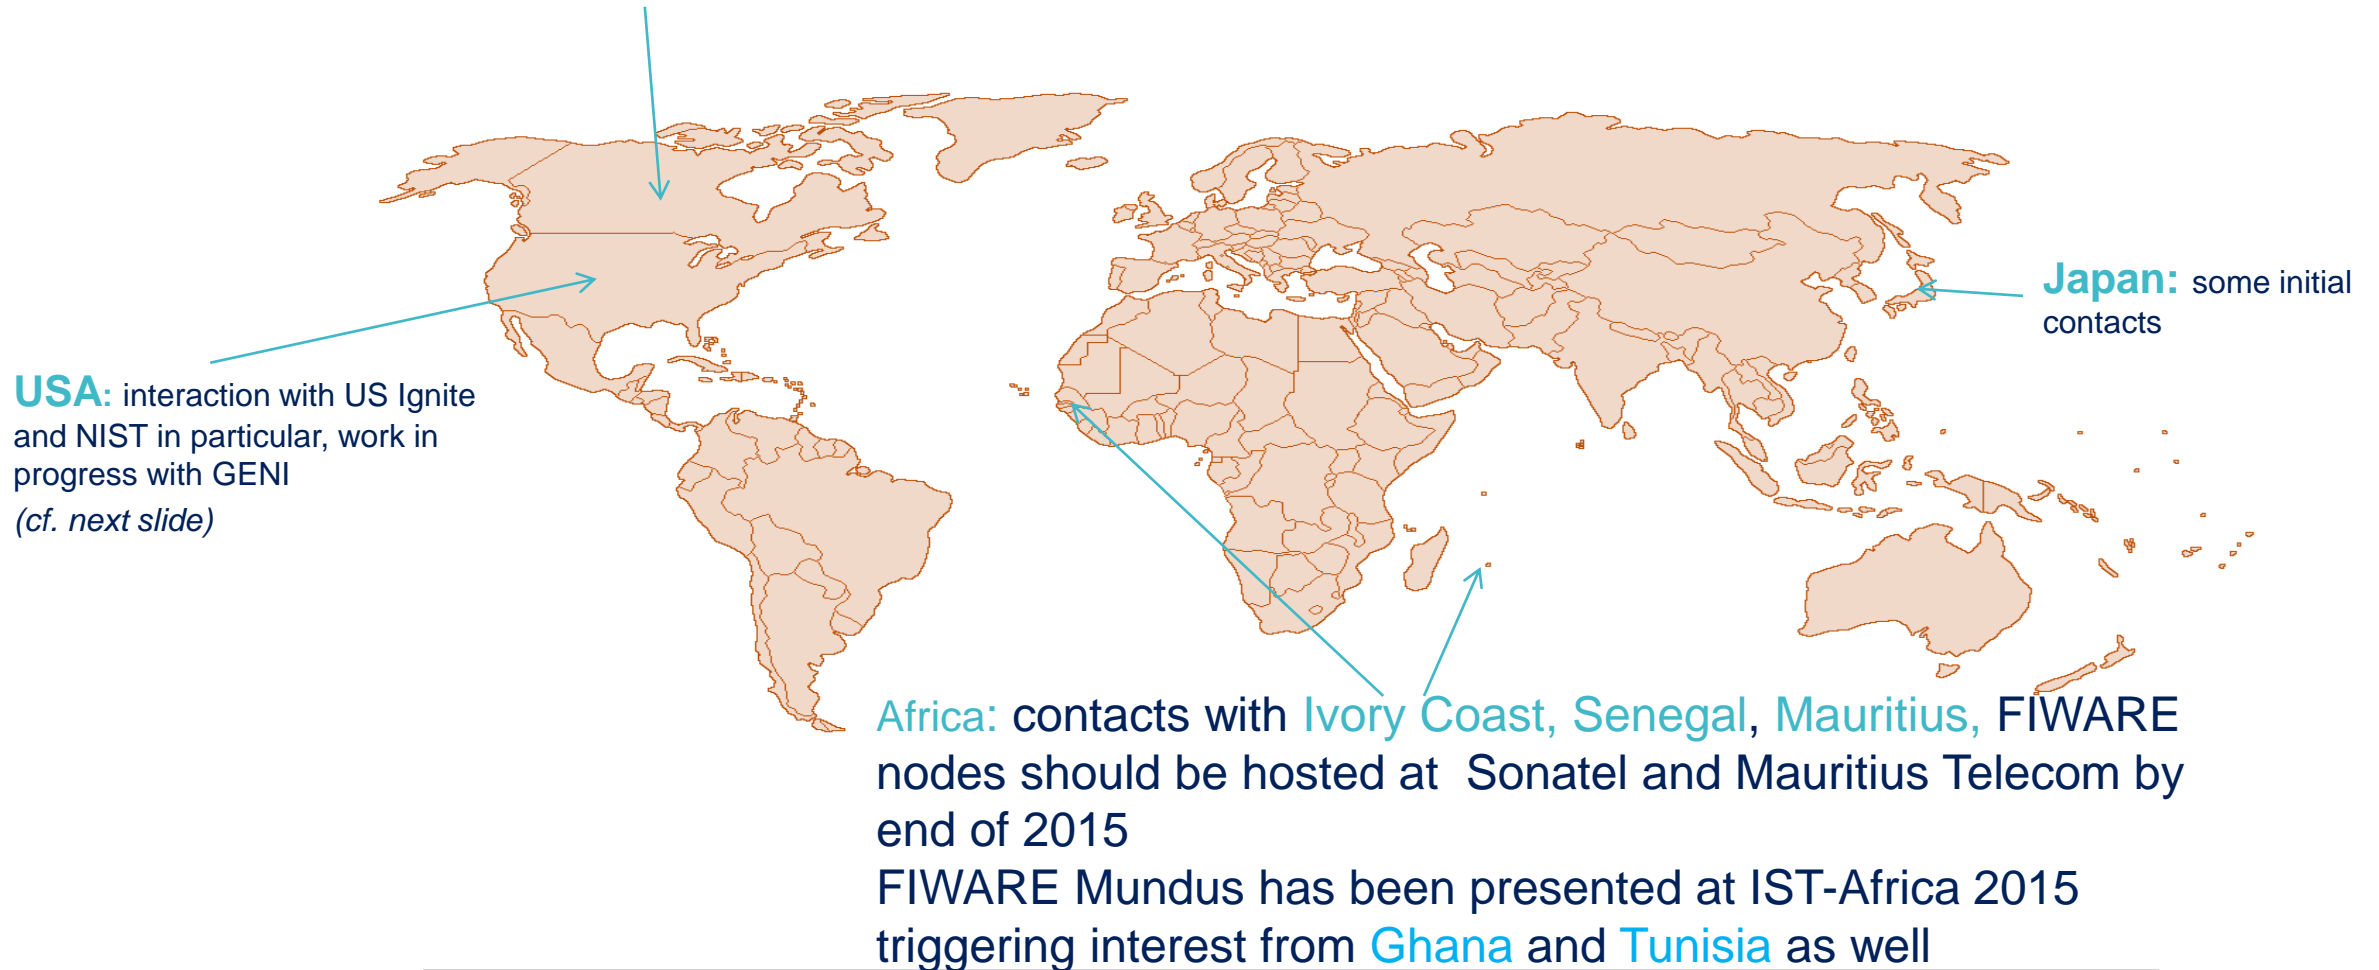 Japan: some initial
contacts
USA: interaction with US Ignite
and NIST in particular, work in
progress with GENI
(cf. next slide)
Africa: contacts with Ivory Coast, Senegal, Mauritius, FIWARE
nodes should be hosted at Sonatel and Mauritius Telecom by
end of 2015
FIWARE Mundus has been presented at IST-Africa 2015
triggering interest from Ghana and Tunisia as well